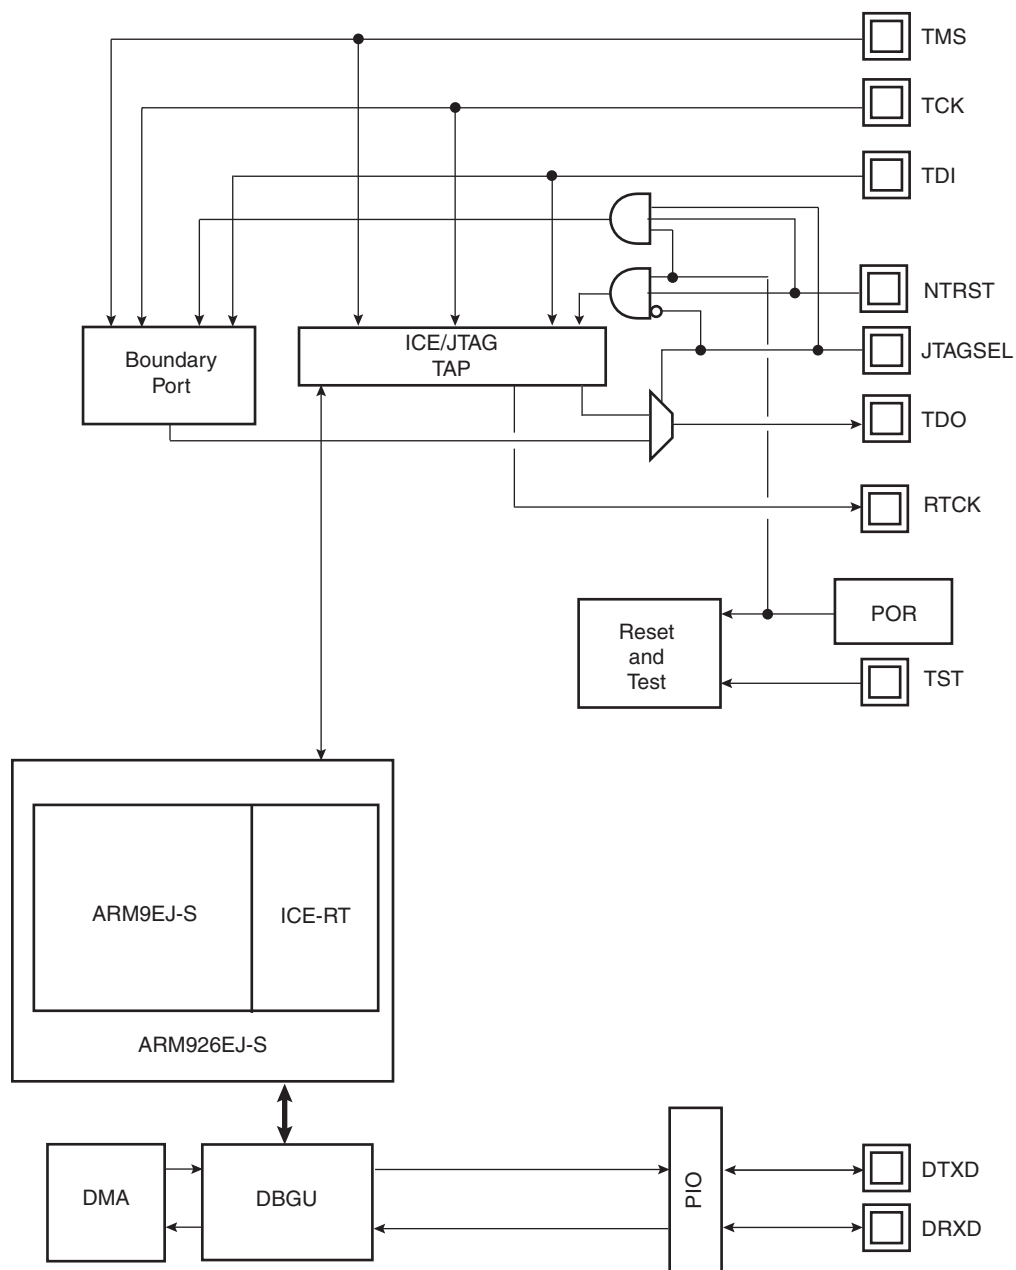 TMS
TCK
TDI
NTRST
JTAGSEL
TDO
RTCK
Boundary
Port
ICE/JTAG
TAP
POR
Reset
and
Test
TST
ARM9EJ-S
ICE-RT
ARM926EJ-S
DMA
DBGU
PIO
DTXD
DRXD